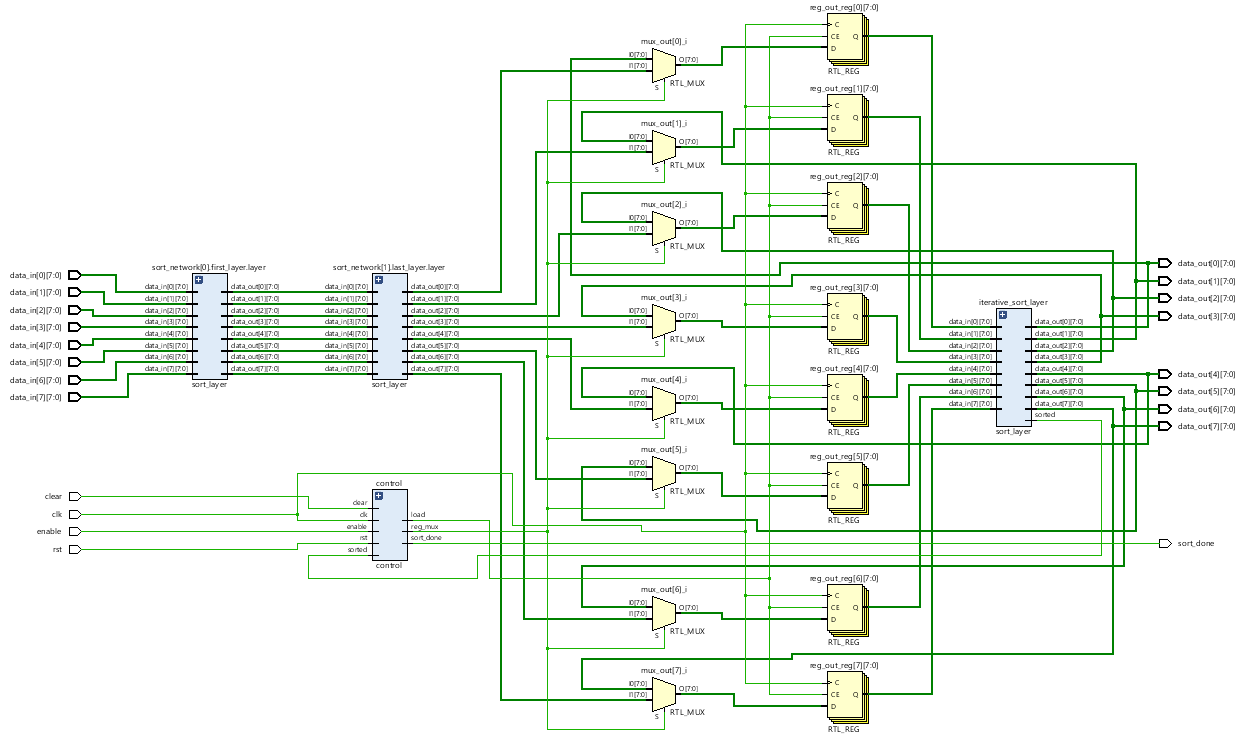 data_in[0][7:0]
data_in[1][7:0]
data_in[2][7:0]
data_in[3][7:0]
data_in[4][7:0]
data_in[5][7:0]
data_in[6][7:0]
data_in[7][7:0]
clear
clk
enable
rst
sort_network[0].first_layer.layer
data_in[0][7:0] data_out[0][7:0]
data_in[1][7:0] data_out[1][7:0]
data_in[2][7:0] data_out[2][7:0]
data_in[3][7:0] data_out[3][7:0]
data_in[4][7:0] data_out[4][7:0]
data_in[5][7:0] data_out[5][7:0]
data_in[6][7:0] data_out[6][7:0]
data_in[7][7:0] data_out[7][7:0]
sort_layer
sort_network[1].last_layer.layer
data_in[0][7:0] data_out[0][7:0]
data_in[1][7:0] data_out[1][7:0]
data_in[2][7:0] data_out[2][7:0]
data_in[3][7:0] data_out[3][7:0]
data_in[4][7:0] data_out[4][7:0]
data_in[5][7:0] data_out[5][7:0]
data_in[6][7:0] data_out[6][7:0]
data_in[7][7:0] data_out[7][7:0]
sort_layer
control
clear
clk load
enable reg_mux
rst sort_done
sorted
control
mux_out[0]_i
I0[7:0] O[7:0]
I1[7:0]
S RTL_MUX
mux_out[1]_i
I0[7:0] O[7:0]
I1[7:0]
S RTL_MUX
mux_out[2]_i
I0[7:0] O[7:0]
I1[7:0]
S RTL_MUX
mux_out[3]_i
I0[7:0] O[7:0]
I1[7:0]
S RTL_MUX
mux_out[4]_i
I0[7:0] O[7:0]
I1[7:0]
S RTL_MUX
mux_out[5]_i
I0[7:0] O[7:0]
I1[7:0]
S RTL_MUX
mux_out[6]_i
I0[7:0] O[7:0]
I1[7:0]
S RTL_MUX
mux_out[7]_i
I0[7:0] O[7:0]
I1[7:0]
S RTL_MUX
reg_out_reg[0][7:0]
C
CE Q
D
RTL_REG
reg_out_reg[1][7:0]
C
CE Q
D
RTL_REG
reg_out_reg[2][7:0]
C
CE Q
D
RTL_REG
reg_out_reg[3][7:0]
C
CE Q
D
RTL_REG
reg_out_reg[4][7:0]
C
CE Q
D
RTL_REG
reg_out_reg[5][7:0]
C
CE Q
D
RTL_REG
reg_out_reg[6][7:0]
C
CE Q
D
RTL_REG
reg_out_reg[7][7:0]
C
CE Q
D
RTL_REG
iterative_sort_layer
data_in[0][7:0] data_out[0][7:0]
data_in[1][7:0] data_out[1][7:0]
data_in[2][7:0] data_out[2][7:0]
data_in[3][7:0] data_out[3][7:0]
data_in[4][7:0] data_out[4][7:0]
data_in[5][7:0] data_out[5][7:0]
data_in[6][7:0] data_out[6][7:0]
data_in[7][7:0] data_out[7][7:0]
sorted
sort_layer
data_out[0][7:0]
data_out[1][7:0]
data_out[2][7:0]
data_out[3][7:0]
data_out[4][7:0]
data_out[5][7:0]
data_out[6][7:0]
data_out[7][7:0]
sort_done